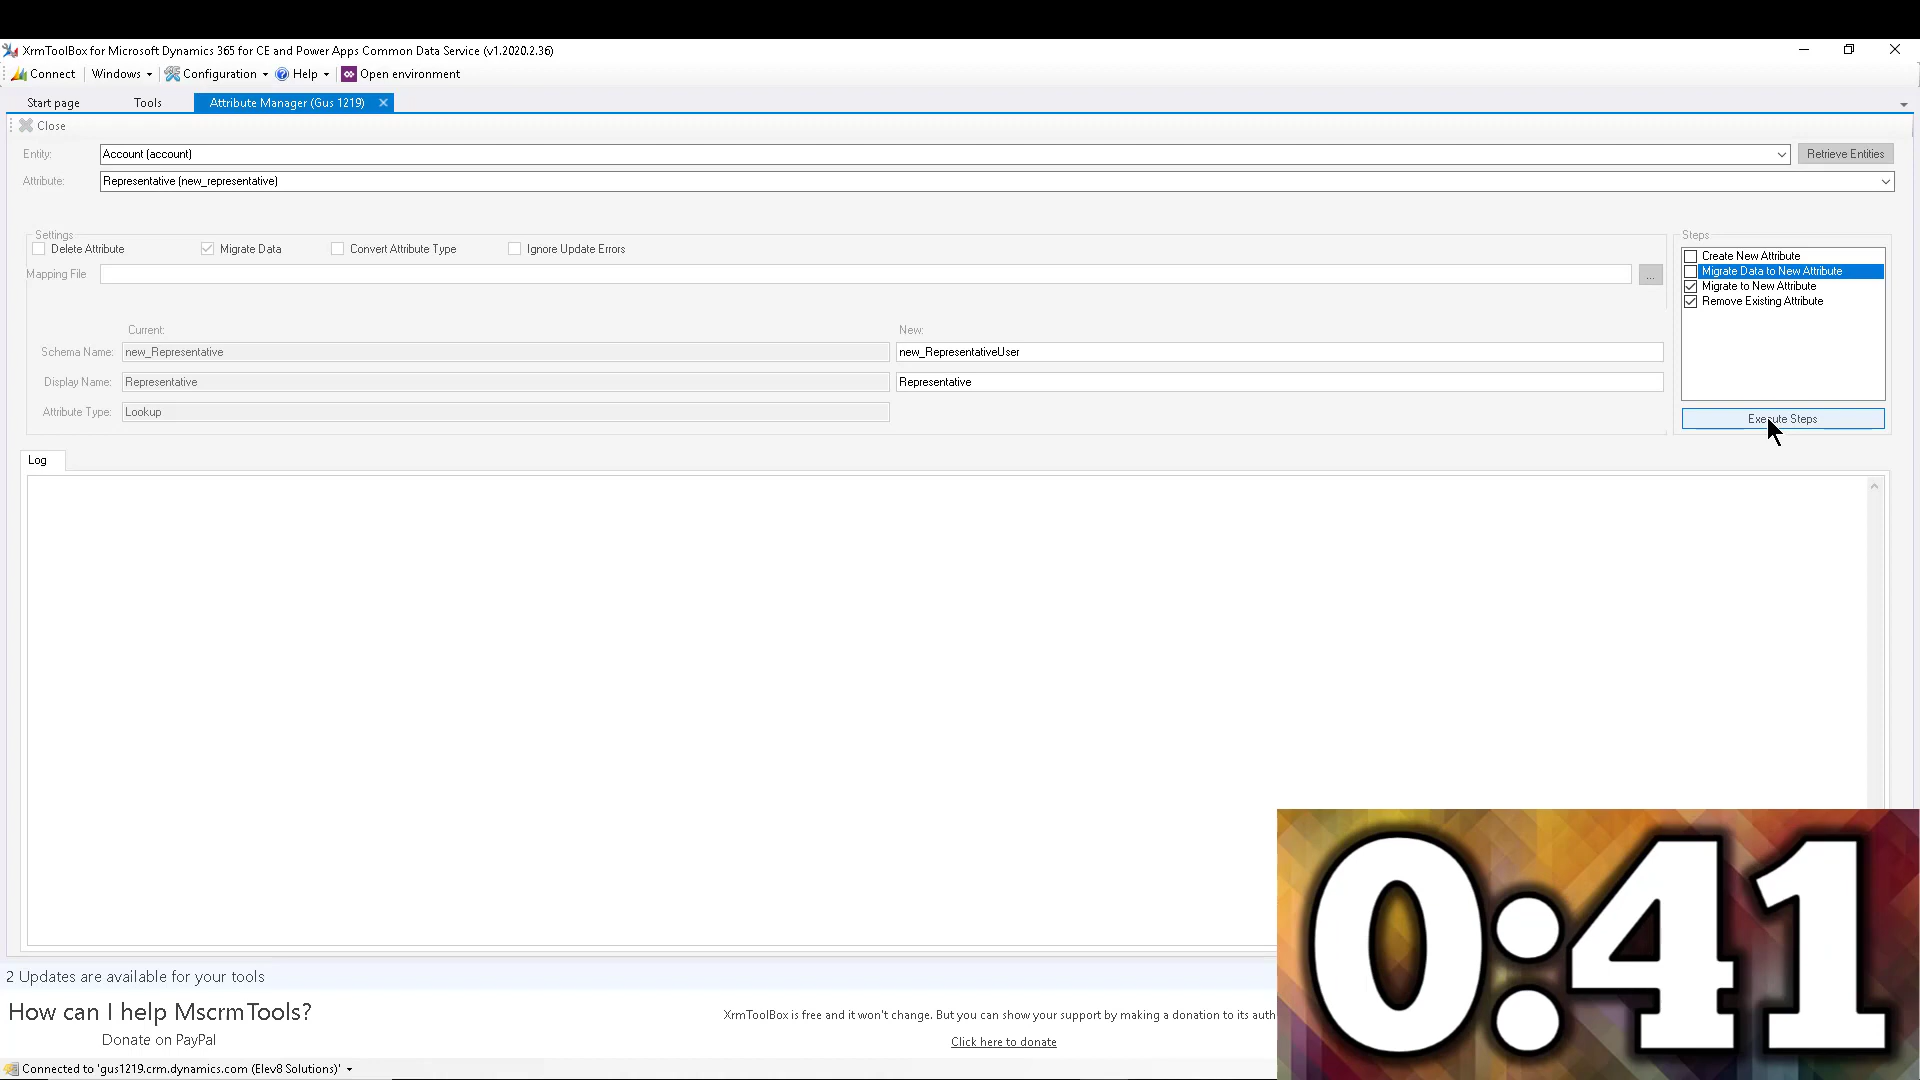 XrmToolBox for Microsoft Dynamics 365 for CE and Power Apps Common Data Service (v1.2020.2.36)
Connect Windows Configuration Help Open environment
Start page Tools Attribute Manager (Gus 1219)
Close
Entity: Account (account) Retrieve Entities
Attribute: Representative (new_representative)
Settings Steps
Delete Attribute Migrate Data Convert Attribute Type Ignore Update Errors
Create New Attribute
Migrate Data to New Attribute
Mapping File ...
Migrate to New Attribute
Remove Existing Attribute
Current: New:
Schema Name: new_Representative new_RepresentativeUser
Display Name: Representative Representative
Attribute Type: Lookup
Execute Steps
Log
0:41
2 Updates are available for your tools
How can I help MscrmTools?
XrmToolBox is free and it won't change. But you can show your support by making a donation to its auth
Donate on PayPal
Click here to donate
Connected to 'gus1219.crm.dynamics.com (Elev8 Solutions)'